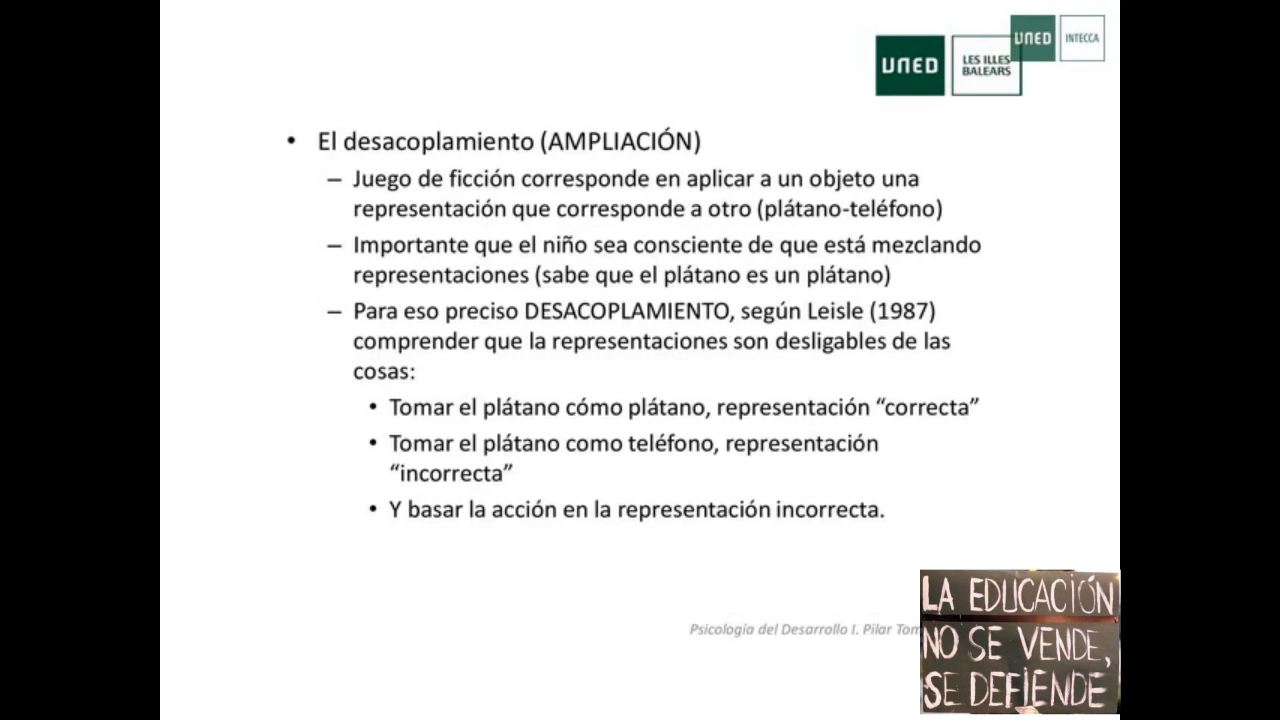 UNED
INTECCA
UNED
LES ILLES
BALEARS
• El desacoplamiento (AMPLIACIÓN)
– Juego de ficción corresponde en aplicar a un objeto una
representación que corresponde a otro (plátano-teléfono)
– Importante que el niño sea consciente de que está mezclando
representaciones (sabe que el plátano es un plátano)
– Para eso preciso DESACOPLAMIENTO, según Leisle (1987)
comprender que la representaciones son desligables de las
cosas:
• Tomar el plátano cómo plátano, representación “correcta”
• Tomar el plátano como teléfono, representación
“incorrecta”
• Y basar la acción en la representación incorrecta.
Psicología del Desarrollo I. Pilar
LA EDUCACIÓN
NO SE VENDE,
SE DEFIENDE